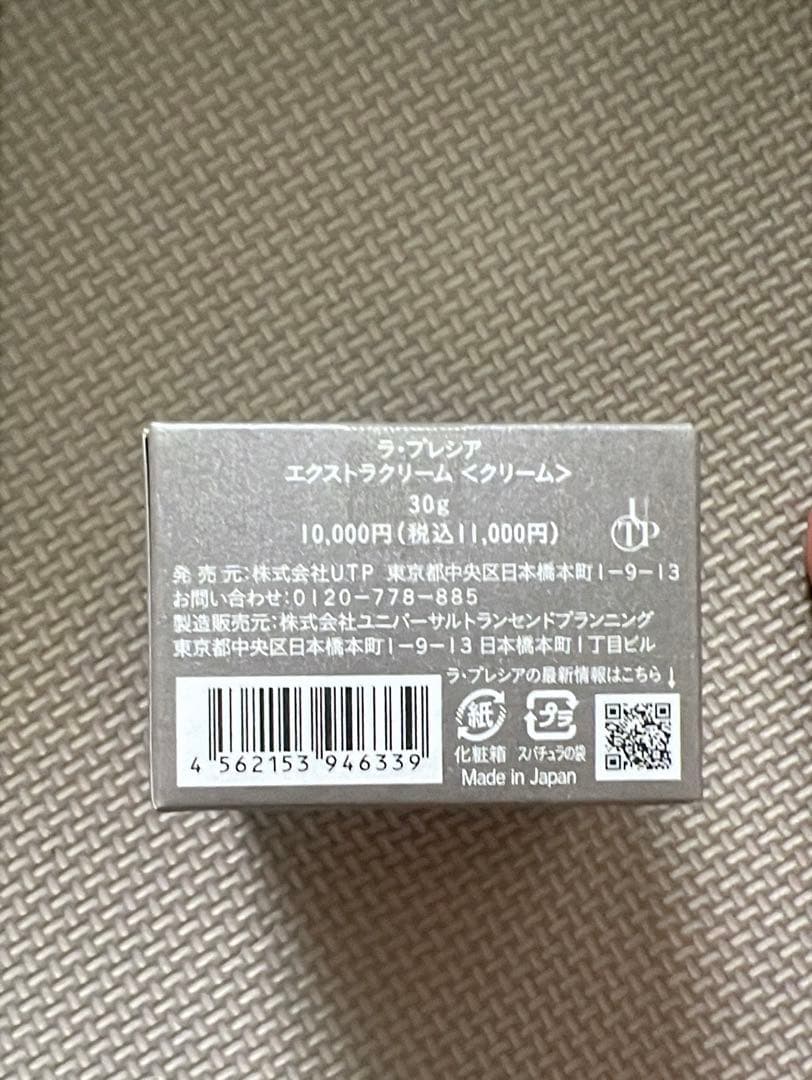 ラ・プレシア
エクストラクリーム <クリーム>
30g
10,000円(税込11,000円)
UTP
発売元:株式会社UTP 東京都中央区日本橋本町1-9-13
お問い合わせ:0120-778-885
製造販売元:株式会社ユニバーサルトランセンドプランニング
東京都中央区日本橋本町1-9-13 日本橋本町1丁目ビル
ラ・プレシアの最新情報はこちら↓
紙
プラ
化粧箱
スパチュラの袋
Made in Japan
4 562153 946339